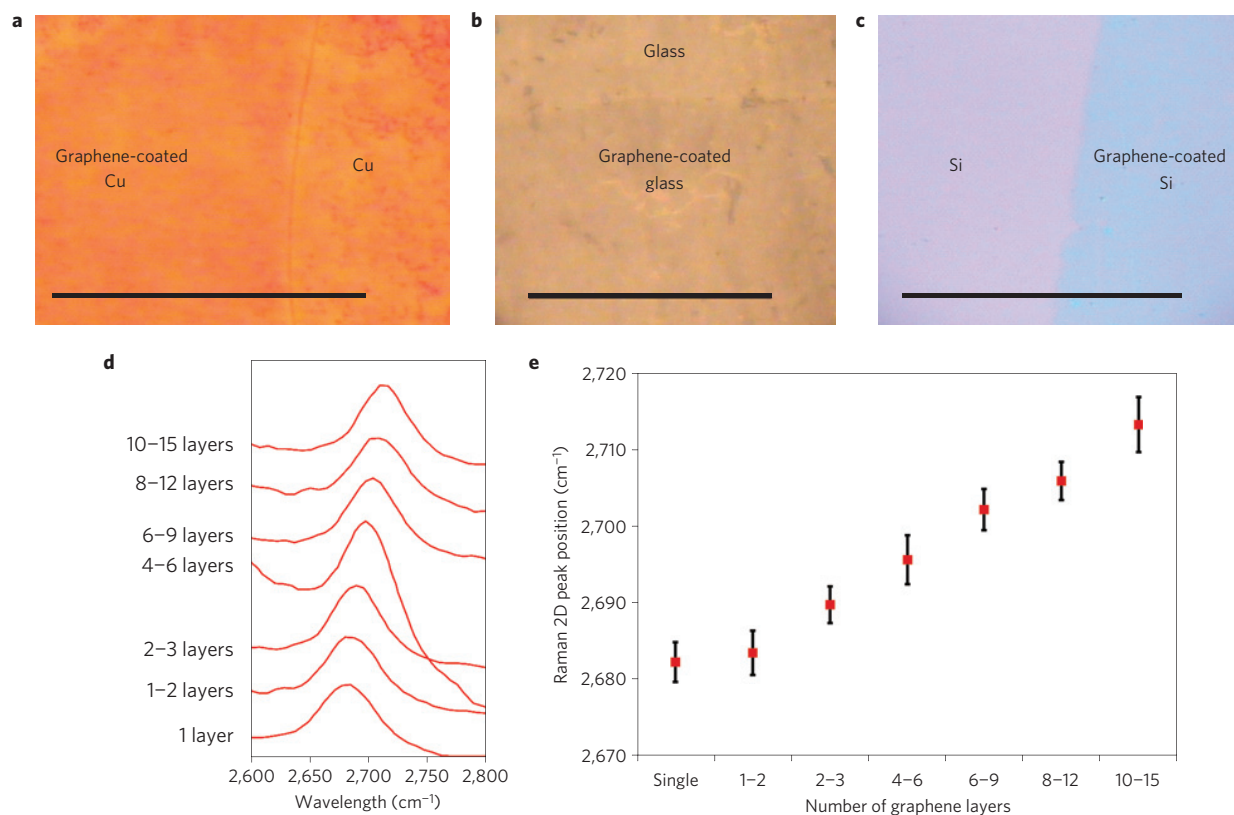 a
Graphene-coated
Cu
Cu
b
Glass
Graphene-coated
glass
c
Si
Graphene-coated
Si
d
10–15 layers
8–12 layers
6–9 layers
4–6 layers
2–3 layers
1–2 layers
1 layer
2,600 2,650 2,700 2,750 2,800
Wavelength (cm⁻¹)
e
Raman 2D peak position (cm⁻¹)
2,720
2,710
2,700
2,690
2,680
2,670
Single 1–2 2–3 4–6 6–9 8–12 10–15
Number of graphene layers